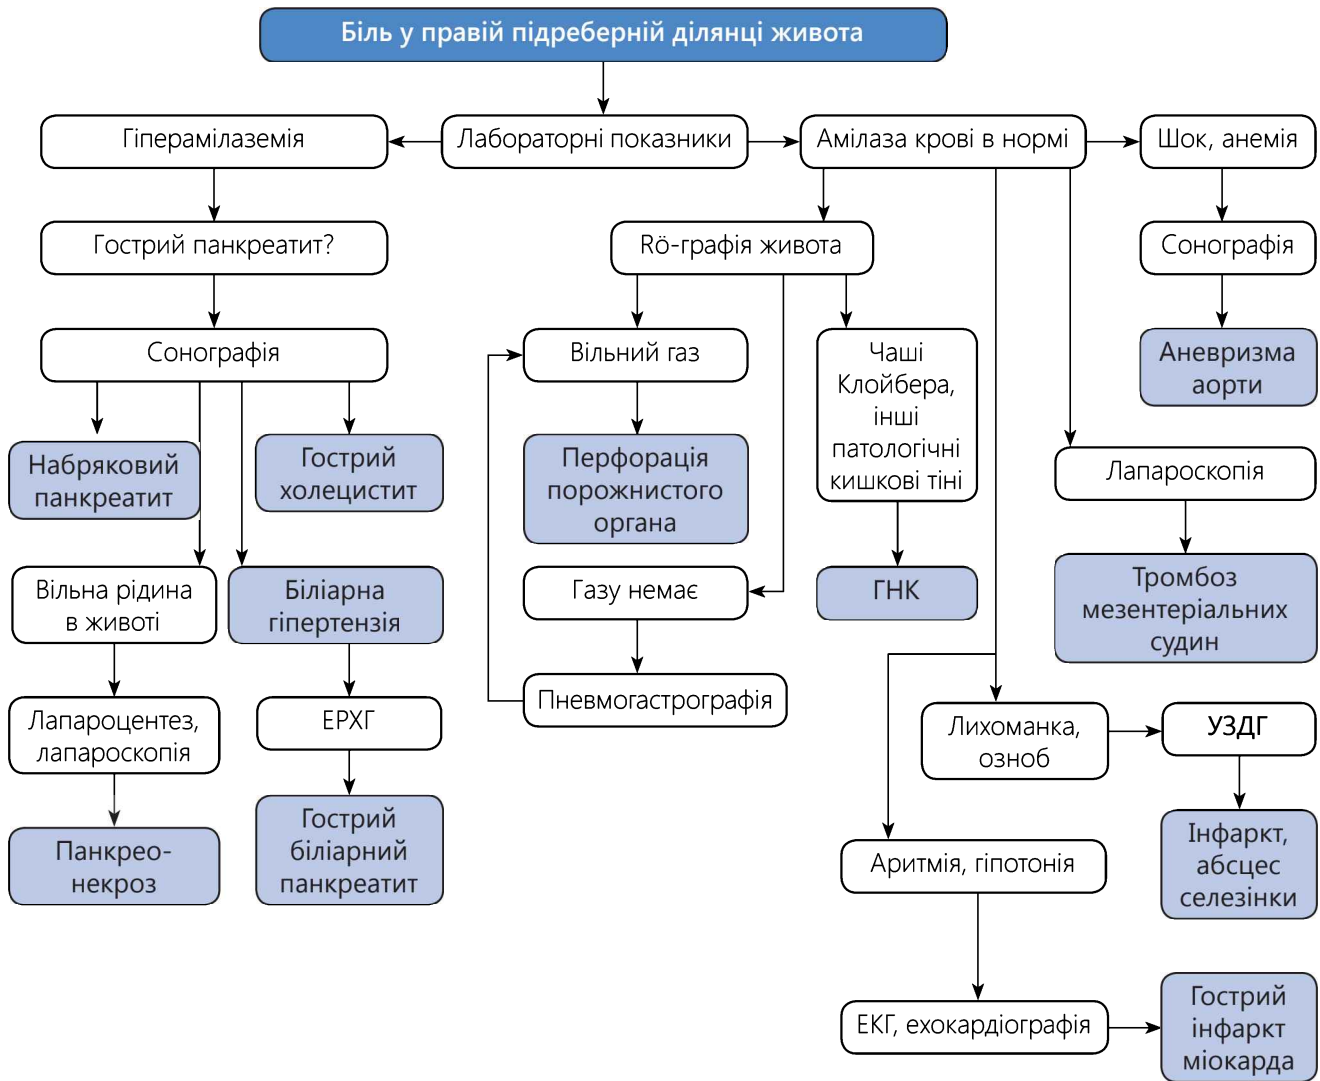 Біль у правій підреберній ділянці живота
Гіперамілаземія
Лабораторні показники
Амілаза крові в нормі
Шок, анемія
Гострий панкреатит?
Rö-графія живота
Сонографія
Сонографія
Вільний газ
Чаші
Клойбера,
інші
патологічні
кишкові тіні
Аневризма
аорти
Набряковий
панкреатит
Гострий
холецистит
Перфорація
порожнистого
органа
Лапароскопія
Вільна рідина
в животі
Біліарна
гіпертензія
Газу немає
ГНК
Тромбоз
мезентеріальних
судин
Лапароцентез,
лапароскопія
ЕРХГ
Пневмогастрографія
Лихоманка,
озноб
УЗДГ
Панкрео-
некроз
Гострий
біліарний
панкреатит
Аритмія, гіпотонія
Інфаркт,
абсцес
селезінки
ЕКГ, ехокардіографія
Гострий
інфаркт
міокарда